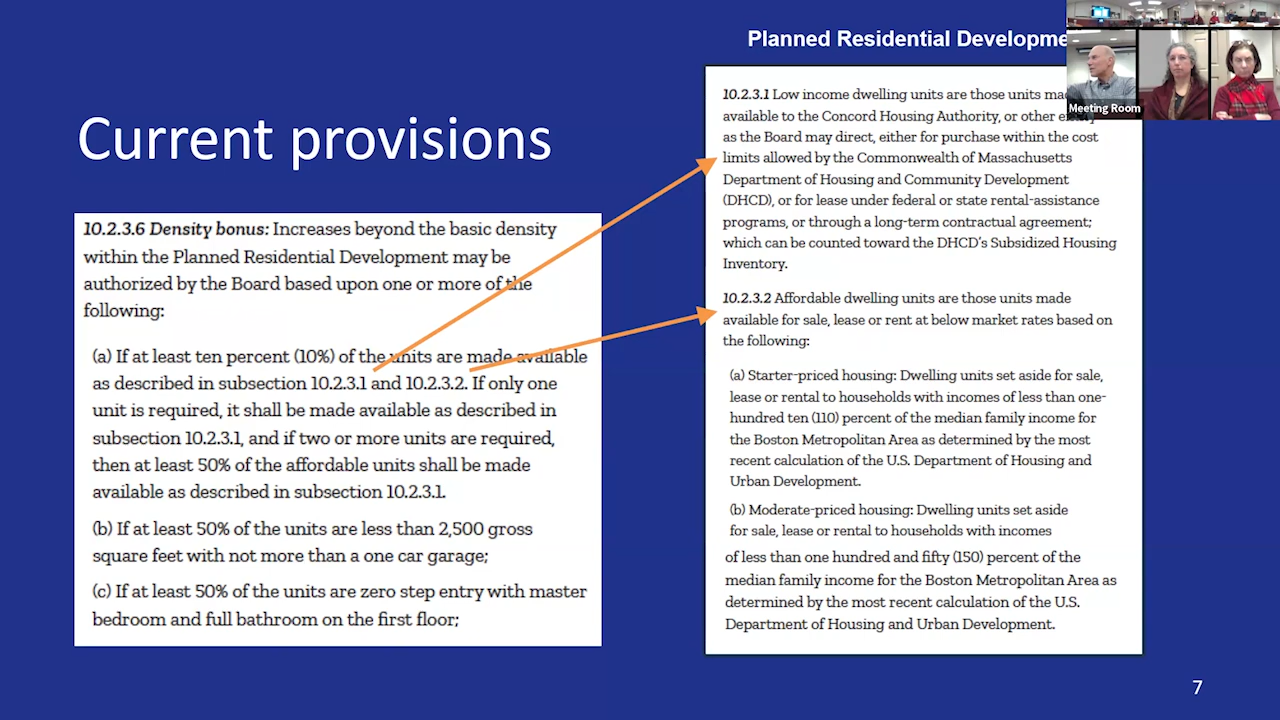 Planned Residential Developme
Meeting Room
Current provisions
10.2.3.6 Density bonus: Increases beyond the basic density
within the Planned Residential Development may be
authorized by the Board based upon one or more of the
following:
(a) If at least ten percent (10%) of the units are made available
as described in subsection 10.2.3.1 and 10.2.3.2. If only one
unit is required, it shall be made available as described in
subsection 10.2.3.1, and if two or more units are required,
then at least 50% of the affordable units shall be made
available as described in subsection 10.2.3.1.
(b) If at least 50% of the units are less than 2,500 gross
square feet with not more than a one car garage;
(c) If at least 50% of the units are zero step entry with master
bedroom and full bathroom on the first floor;
10.2.3.1 Low income dwelling units are those units ma
available to the Concord Housing Authority, or other
as the Board may direct, either for purchase within the cost
limits allowed by the Commonwealth of Massachusetts
Department of Housing and Community Development
(DHCD), or for lease under federal or state rental-assistance
programs, or through a long-term contractual agreement;
which can be counted toward the DHCD's Subsidized Housing
Inventory.
10.2.3.2 Affordable dwelling units are those units made
available for sale, lease or rent at below market rates based on
the following:
(a) Starter-priced housing: Dwelling units set aside for sale,
lease or rental to households with incomes of less than one-
hundred ten (110) percent of the median family income for
the Boston Metropolitan Area as determined by the most
recent calculation of the U.S. Department of Housing and
Urban Development.
(b) Moderate-priced housing: Dwelling units set aside
for sale, lease or rental to households with incomes
of less than one hundred and fifty (150) percent of the
median family income for the Boston Metropolitan Area as
determined by the most recent calculation of the U.S.
Department of Housing and Urban Development.
7